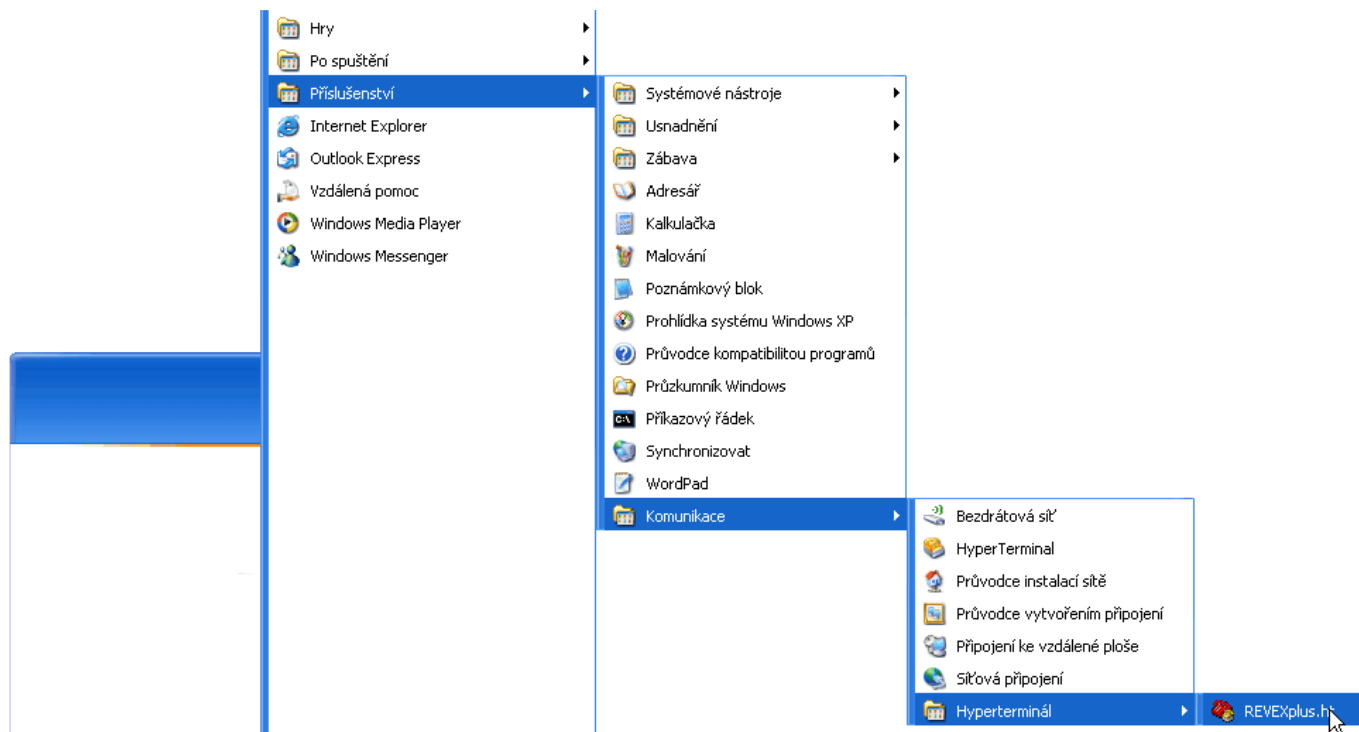 Hry
Po spuštění
Příslušenství
Internet Explorer
Outlook Express
Vzdálená pomoc
Windows Media Player
Windows Messenger
Systémové nástroje
Usnadnění
Zábava
Adresář
Kalkulačka
Malování
Poznámkový blok
Prohlídka systému Windows XP
Průvodce kompatibilitou programů
Průzkumník Windows
Příkazový řádek
Synchronizovat
WordPad
Komunikace
Bezdrátová síť
HyperTerminal
Průvodce instalací sítě
Průvodce vytvořením připojení
Připojení ke vzdálené ploše
Síťová připojení
Hyperterminál
REVEXplus.ht